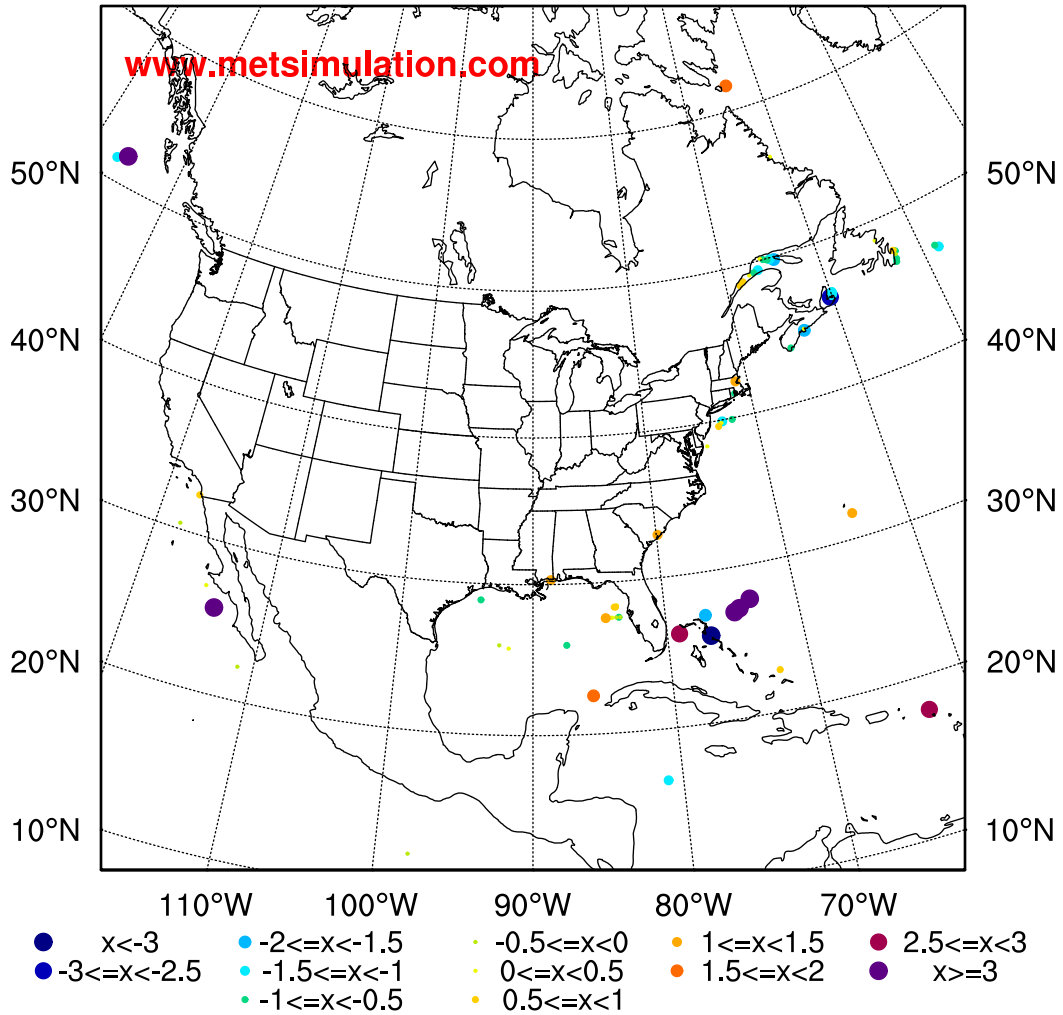 www.metsimulation.com
50°N 50°N
40°N 40°N
30°N 30°N
20°N 20°N
10°N 10°N
110°W 100°W 90°W 80°W 70°W
x<-3 -2<=x<-1.5 -0.5<=x<0 1<=x<1.5 2.5<=x<3
-3<=x<-2.5 -1.5<=x<-1 0<=x<0.5 1.5<=x<2 x>=3
-1<=x<-0.5 0.5<=x<1